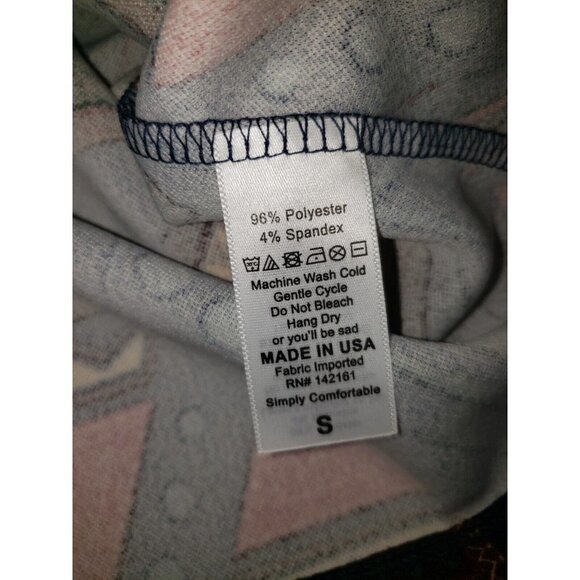 96% Polyester
4% Spandex
30°C
Machine Wash Cold
Gentle Cycle
Do Not Bleach
Hang Dry
or you'll be sad
MADE IN USA
Fabric Imported
RN# 142161
Simply Comfortable
S